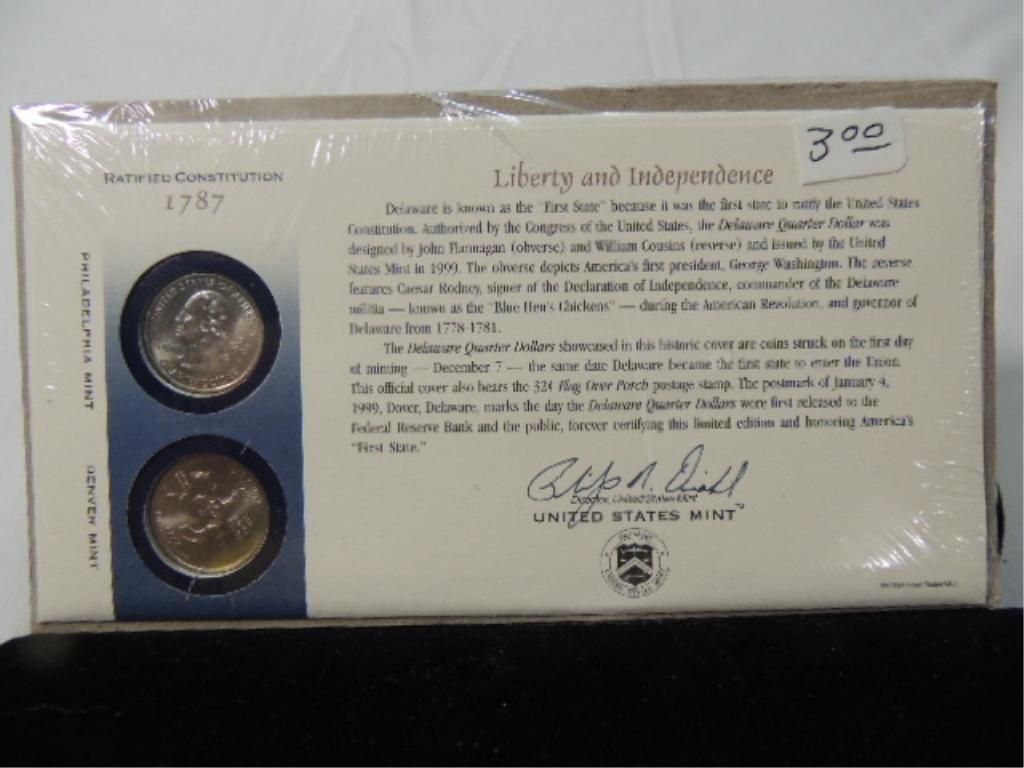 3.00
RATIFIED CONSTITUTION
1787
PHILADELPHIA MINT
DENVER MINT
Liberty and Independence
Delaware is known as the "First State" because it was the first state to ratify the United States
Constitution. Authorized by the Congress of the United States, the Delaware Quarter Dollar was
designed by John Flannagan (obverse) and William Cousins (reverse) and issued by the United
States Mint in 1999. The obverse depicts America's first president, George Washington. The reverse
features Caesar Rodney, signer of the Declaration of Independence, commander of the Delaware
militia — known as the "Blue Hen's Chickens" — during the American Revolution, and governor of
Delaware from 1778-1781.
The Delaware Quarter Dollars showcased in this historic cover are coins struck on the first day
of minting — December 7 — the same date Delaware became the first state to enter the Union.
This official cover also bears the 32¢ Flag Over Porch postage stamp. The postmark of January 4,
1999, Dover, Delaware, marks the day the Delaware Quarter Dollars were first released to the
Federal Reserve Bank and the public, forever certifying this limited edition and honoring America's
"First State."
Director, United States Mint
UNITED STATES MINT™